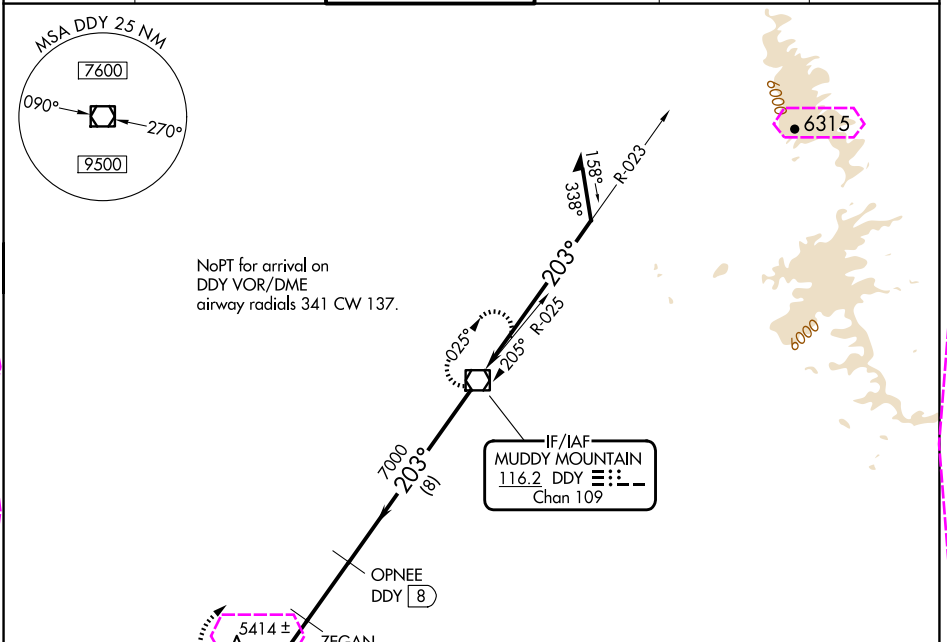 MSA DDY 25 NM
7600
090°
270°
9500
6000
6315
158°
338°
R-023
NoPT for arrival on
DDY VOR/DME
airway radials 341 CW 137.
203°
R-025
025°
205°
6000
IF/IAF
MUDDY MOUNTAIN
116.2 DDY
Chan 109
7000
203°
(8)
OPNEE
DDY 8
5414 ±
ZEGAN